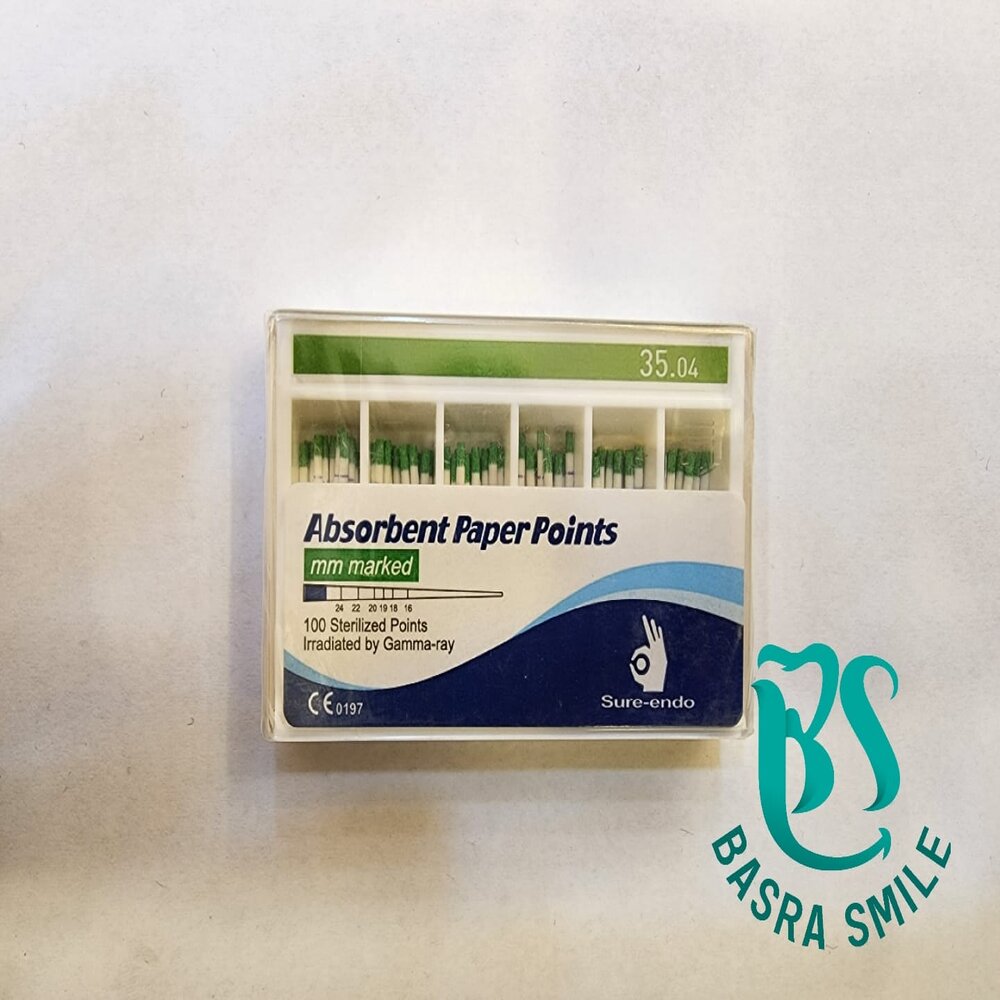 35.04
Absorbent Paper Points
mm marked
24 22 20 19 18 16
100 Sterilized Points
Irradiated by Gamma-ray
CE 0197
Sure-endo
BS
BASRA SMILE